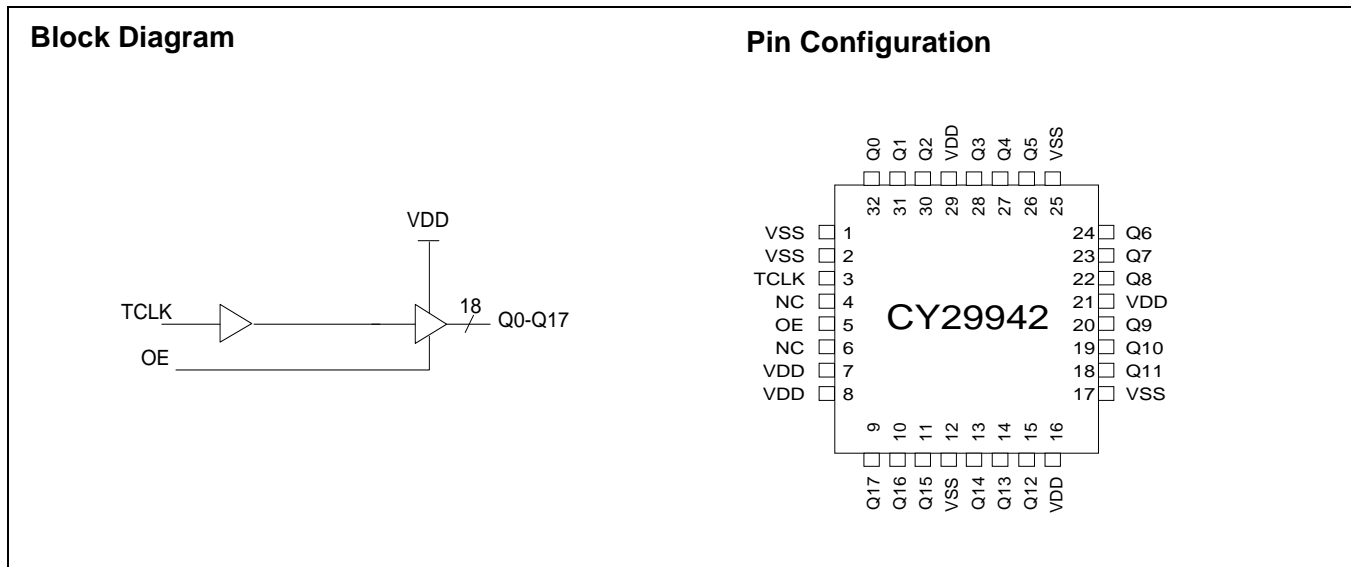 Block Diagram
Pin Configuration
VDD
TCLK
18
Q0-Q17
OE
Q0
Q1
Q2
VDD
Q3
Q4
Q5
VSS
32
31
30
29
28
27
26
25
VSS 1
VSS 2
TCLK 3
NC 4
OE 5
NC 6
VDD 7
VDD 8
CY29942
24 Q6
23 Q7
22 Q8
21 VDD
20 Q9
19 Q10
18 Q11
17 VSS
9
10
11
12
13
14
15
16
Q17
Q16
Q15
VSS
Q14
Q13
Q12
VDD